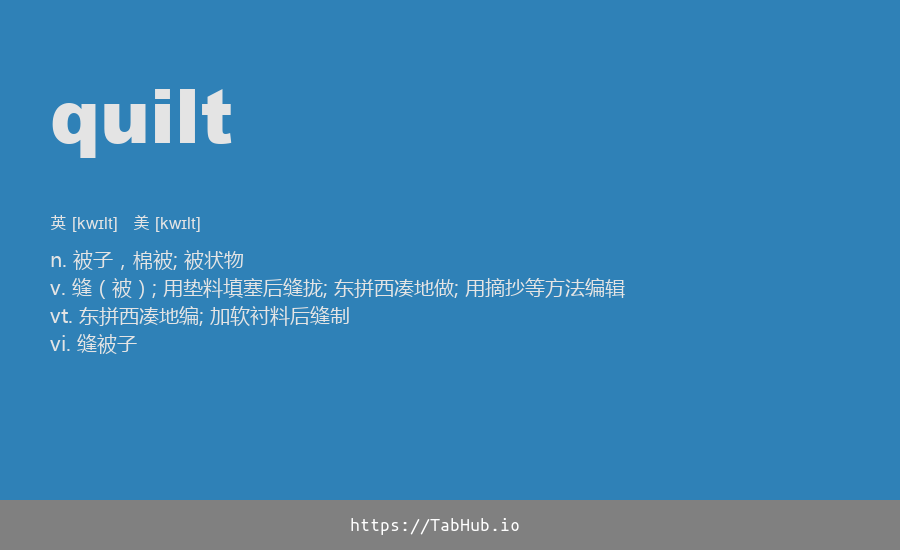 quilt
英 [kwɪlt] 美 [kwɪlt]
n. 被子，棉被; 被状物
v. 缝（被）; 用垫料填塞后缝拢; 东拼西凑地做; 用摘抄等方法编辑
vt. 东拼西凑地编; 加软衬料后缝制
vi. 缝被子
https://TabHub.io